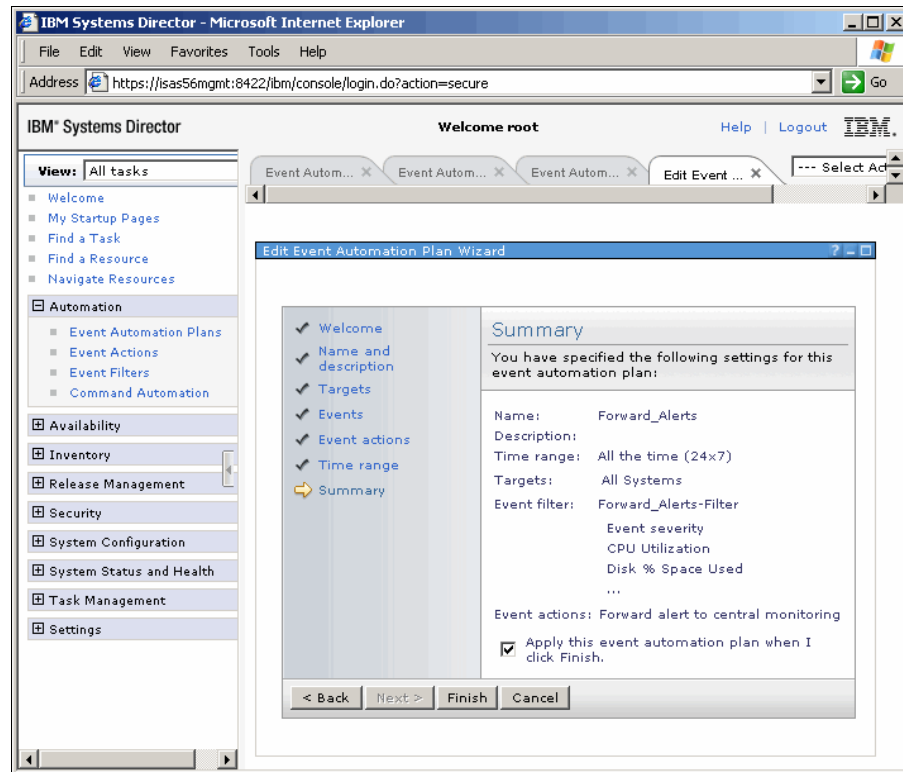 IBM Systems Director - Microsoft Internet Explorer
File Edit View Favorites Tools Help
Address https://isas56mgmt:8422/ibm/console/login.do?action=secure Go
IBM® Systems Director Welcome root Help | Logout IBM.
View: All tasks
Event Autom... Event Autom... Event Autom... Edit Event ... --- Select Act
Welcome
My Startup Pages
Find a Task
Find a Resource
Navigate Resources
Automation
Event Automation Plans
Event Actions
Event Filters
Command Automation
Availability
Inventory
Release Management
Security
System Configuration
System Status and Health
Task Management
Settings
Edit Event Automation Plan Wizard
Welcome
Name and
description
Targets
Events
Event actions
Time range
Summary
Summary
You have specified the following settings for this
event automation plan:
Name: Forward_Alerts
Description:
Time range: All the time (24x7)
Targets: All Systems
Event filter: Forward_Alerts-Filter
Event severity
CPU Utilization
Disk % Space Used
...
Event actions: Forward alert to central monitoring
Apply this event automation plan when I
click Finish.
< Back Next > Finish Cancel